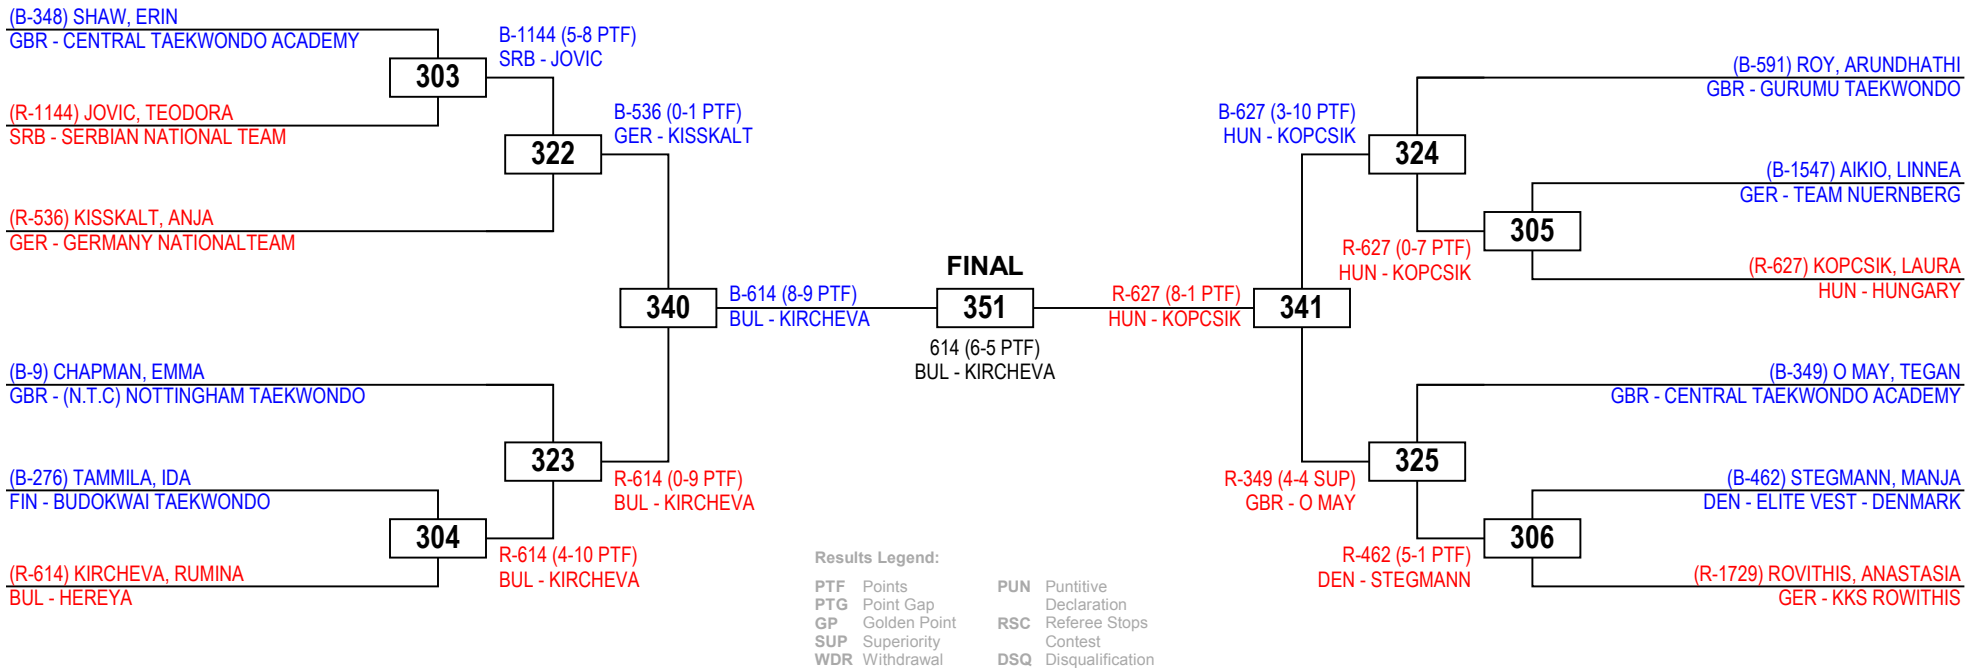 (B-348) SHAW, ERIN
GBR - CENTRAL TAEKWONDO ACADEMY
303
(R-1144) JOVIC, TEODORA
SRB - SERBIAN NATIONAL TEAM
B-1144 (5-8 PTF)
SRB - JOVIC
322
(R-536) KISSKALT, ANJA
GER - GERMANY NATIONALTEAM
B-536 (0-1 PTF)
GER - KISSKALT
340
(B-9) CHAPMAN, EMMA
GBR - (N.T.C) NOTTINGHAM TAEKWONDO
323
(B-276) TAMMILA, IDA
FIN - BUDOKWAI TAEKWONDO
304
(R-614) KIRCHEVA, RUMINA
BUL - HEREYA
R-614 (4-10 PTF)
BUL - KIRCHEVA
R-614 (0-9 PTF)
BUL - KIRCHEVA
B-614 (8-9 PTF)
BUL - KIRCHEVA
FINAL
351
614 (6-5 PTF)
BUL - KIRCHEVA
R-627 (8-1 PTF)
HUN - KOPCSIK
341
B-627 (3-10 PTF)
HUN - KOPCSIK
324
(B-591) ROY, ARUNDHATHI
GBR - GURUMU TAEKWONDO
(B-1547) AIKIO, LINNEA
GER - TEAM NUERNBERG
305
R-627 (0-7 PTF)
HUN - KOPCSIK
(R-627) KOPCSIK, LAURA
HUN - HUNGARY
(B-349) O MAY, TEGAN
GBR - CENTRAL TAEKWONDO ACADEMY
325
R-349 (4-4 SUP)
GBR - O MAY
(B-462) STEGMANN, MANJA
DEN - ELITE VEST - DENMARK
306
R-462 (5-1 PTF)
DEN - STEGMANN
(R-1729) ROVITHIS, ANASTASIA
GER - KKS ROWITHIS
Results Legend:
PTF Points
PTG Point Gap
GP Golden Point
SUP Superiority
WDR Withdrawal
PUN Puntitive
Declaration
RSC Referee Stops
Contest
DSQ Disqualification